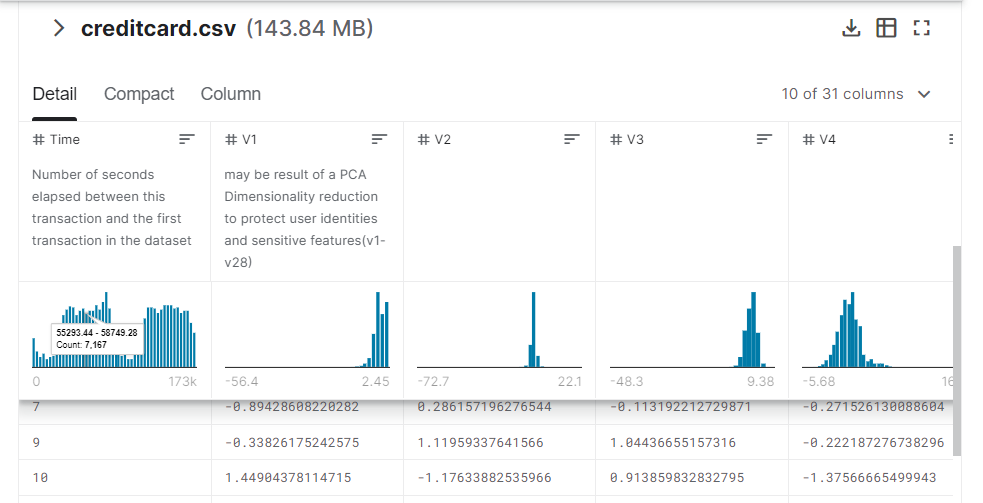 creditcard.csv (143.84 MB)
Detail Compact Column 10 of 31 columns
# Time # V1 # V2 # V3 # V4
Number of seconds
elapsed between this
transaction and the first
transaction in the dataset
may be result of a PCA
Dimensionality reduction
to protect user identities
and sensitive features(v1-
v28)
55293.44 - 58749.28
Count: 7,167
0 173k -56.4 2.45 -72.7 22.1 -48.3 9.38 -5.68 16
7 -0.89428608220282 0.286157196276544 -0.113192212729871 -0.271526130088604
9 -0.33826175242575 1.11959337641566 1.04436655157316 -0.222187276738296
10 1.44904378114715 -1.17633882535966 0.913859832832795 -1.37566665499943